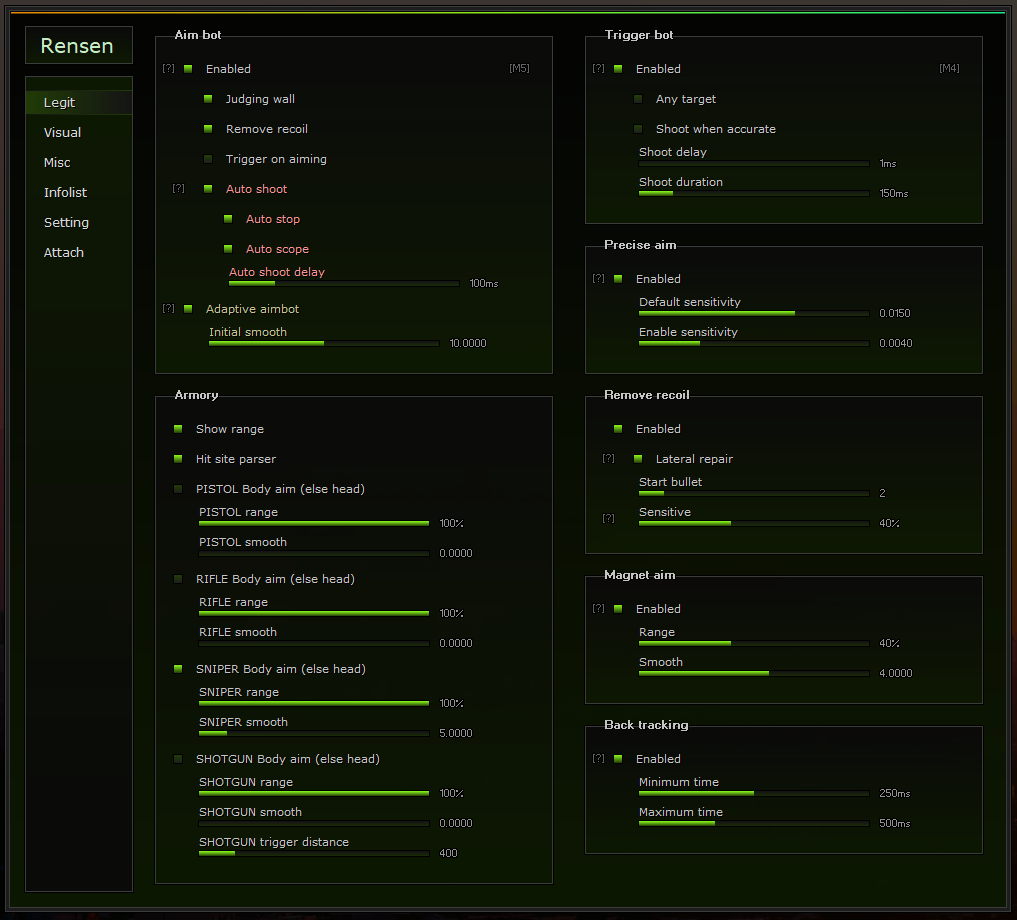 Rensen
Legit
Visual
Misc
Infolist
Setting
Attach
Aim bot
[?] Enabled [M5]
Judging wall
Remove recoil
Trigger on aiming
[?] Auto shoot
Auto stop
Auto scope
Auto shoot delay
100ms
[?] Adaptive aimbot
Initial smooth
10.0000
Armory
Show range
Hit site parser
PISTOL Body aim (else head)
PISTOL range
100%
PISTOL smooth
0.0000
RIFLE Body aim (else head)
RIFLE range
100%
RIFLE smooth
0.0000
SNIPER Body aim (else head)
SNIPER range
100%
SNIPER smooth
5.0000
SHOTGUN Body aim (else head)
SHOTGUN range
100%
SHOTGUN smooth
0.0000
SHOTGUN trigger distance
400
Trigger bot
[?] Enabled [M4]
Any target
Shoot when accurate
Shoot delay
1ms
Shoot duration
150ms
Precise aim
[?] Enabled
Default sensitivity
0.0150
Enable sensitivity
0.0040
Remove recoil
Enabled
[?] Lateral repair
Start bullet
2
Sensitive
[?] 40%
Magnet aim
[?] Enabled
Range
40%
Smooth
4.0000
Back tracking
[?] Enabled
Minimum time
250ms
Maximum time
500ms